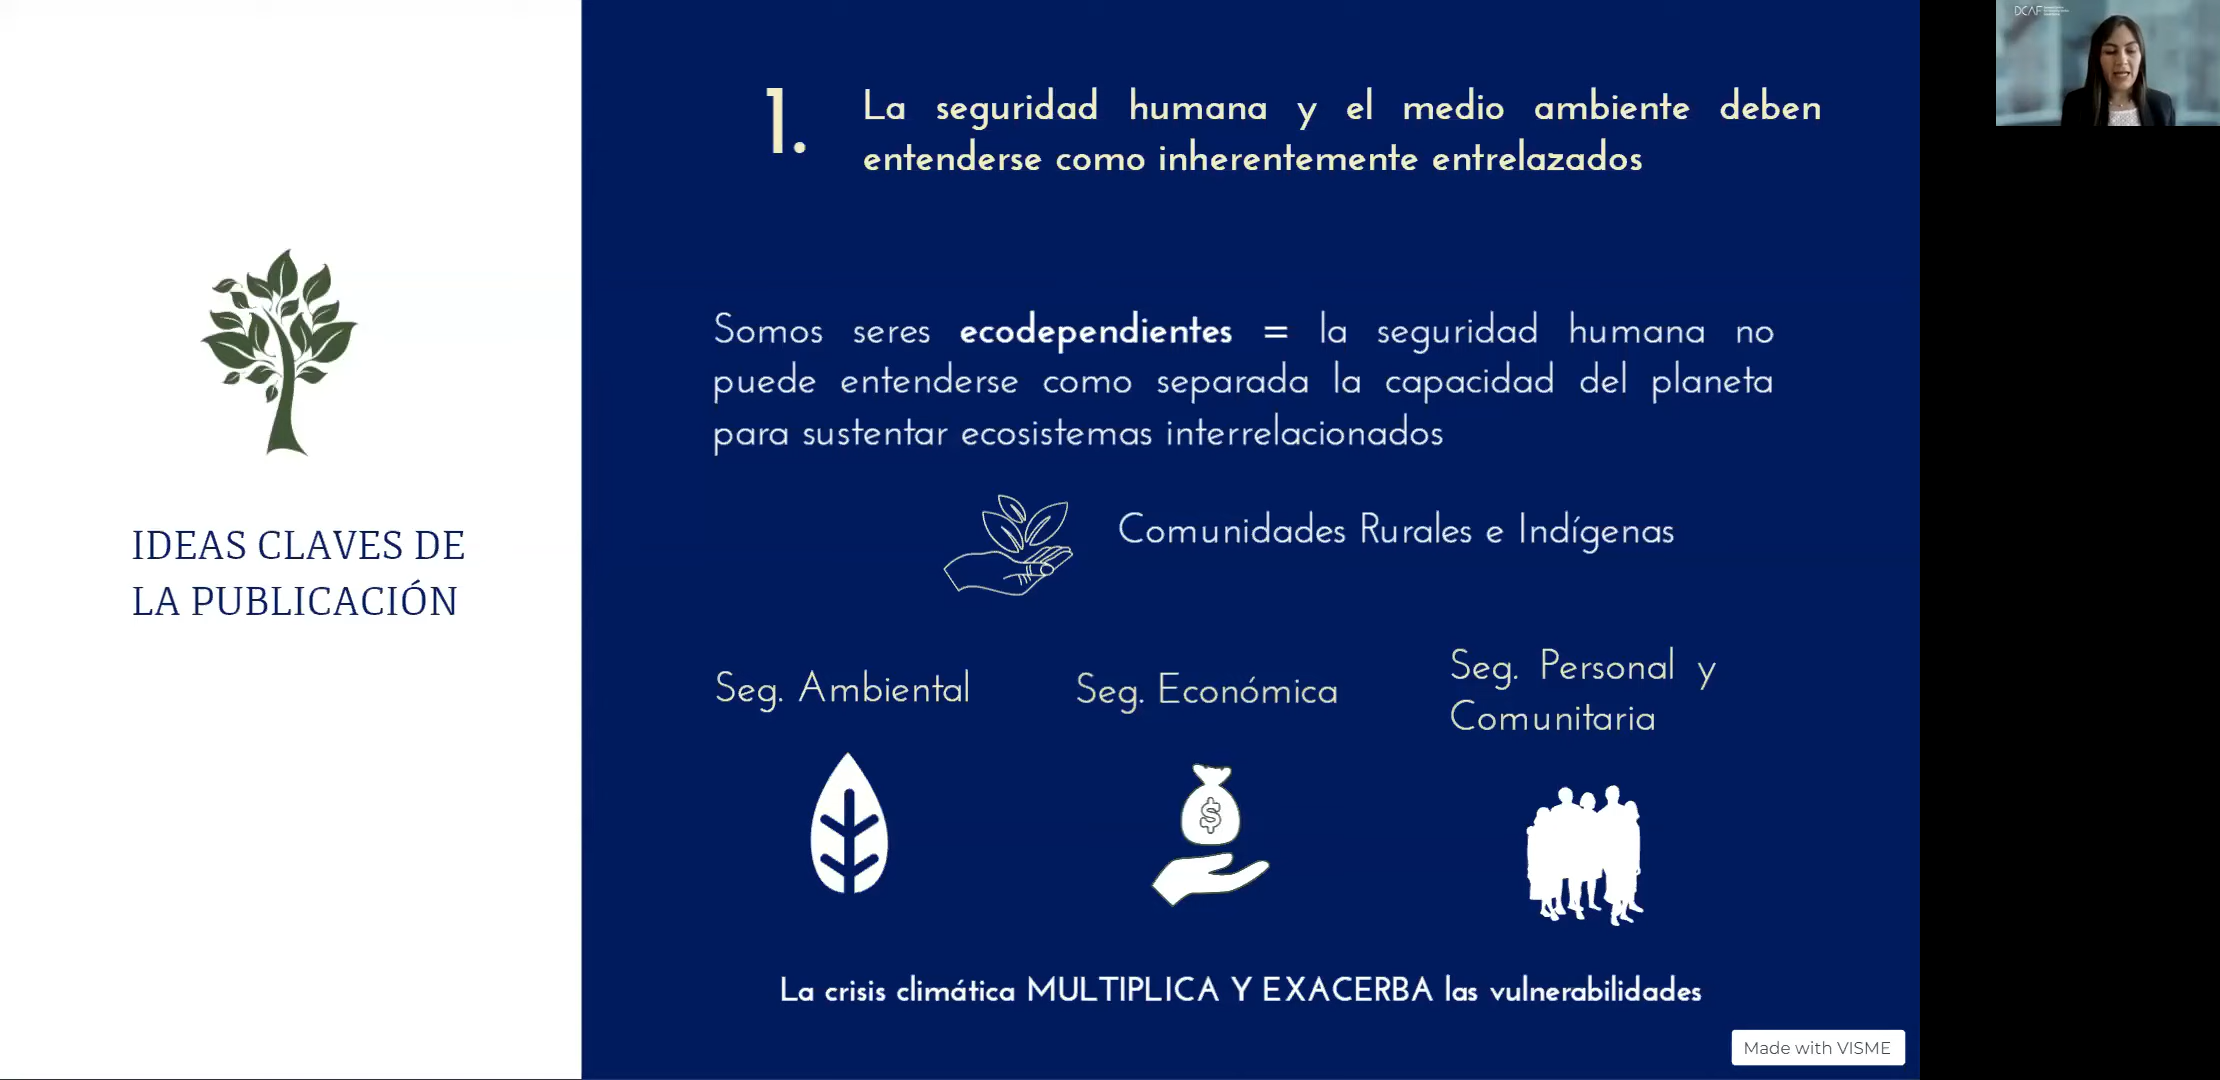 IDEAS CLAVES DE
LA PUBLICACIÓN
1.
La seguridad humana y el medio ambiente deben
entenderse como inherentemente entrelazados
Somos seres ecodependientes = la seguridad humana no
puede entenderse como separada la capacidad del planeta
para sustentar ecosistemas interrelacionados
Comunidades Rurales e Indígenas
Seg. Ambiental
Seg. Económica
Seg. Personal y
Comunitaria
$
La crisis climática MULTIPLICA Y EXACERBA las vulnerabilidades
Made with VISME
DCAF